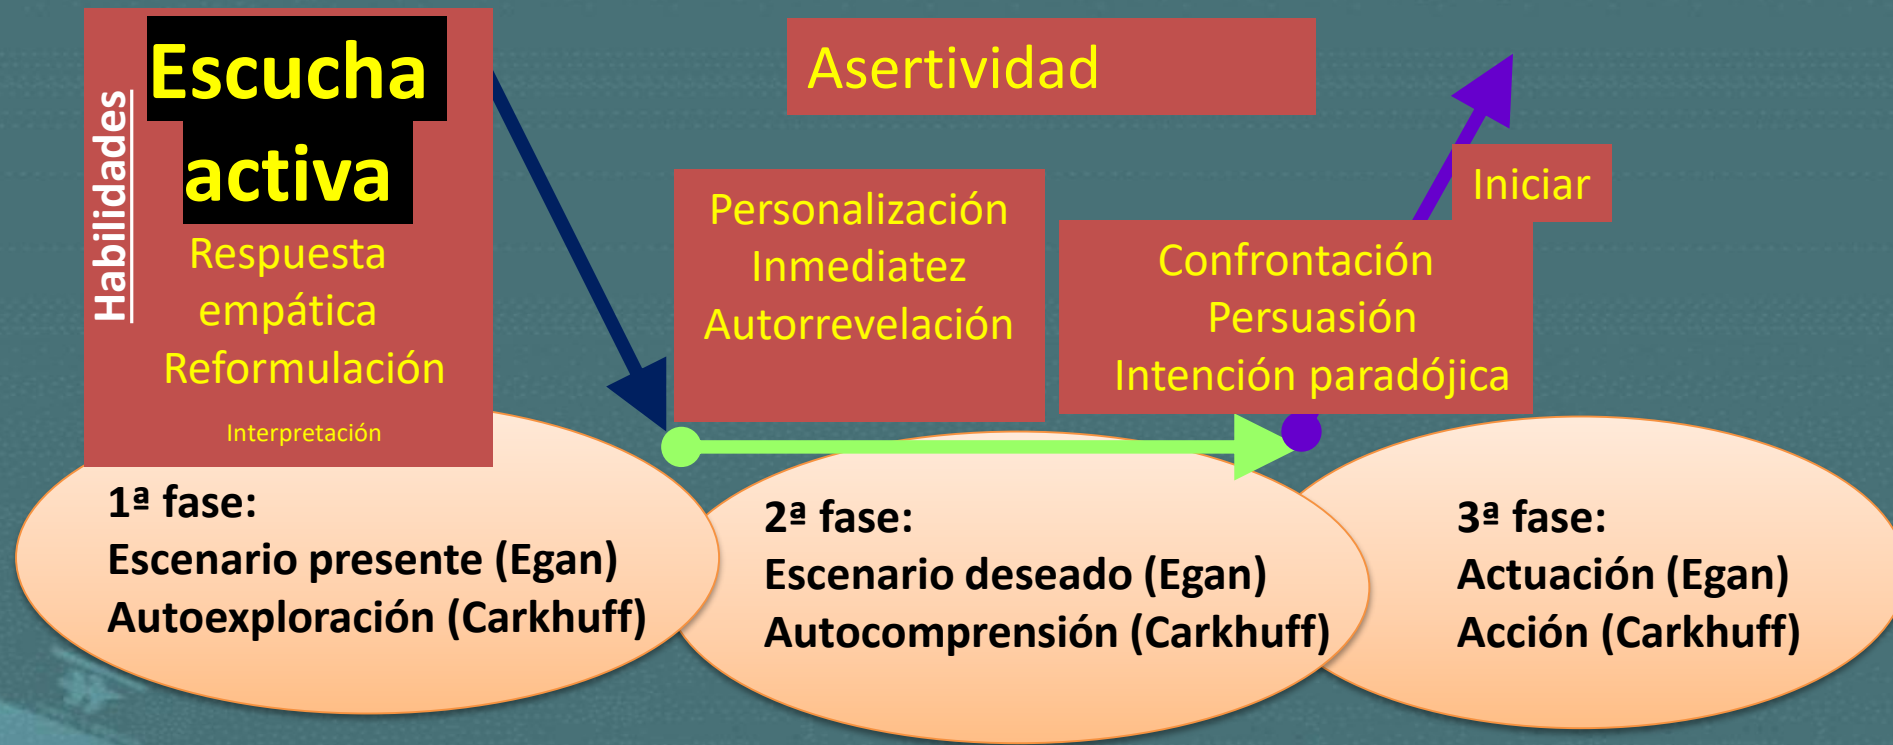 Habilidades
Escucha
activa
Respuesta
empática
Reformulación
Interpretación
Asertividad
Personalización
Inmediatez
Autorrevelación
Iniciar
Confrontación
Persuasión
Intención paradójica
1ª fase:
Escenario presente (Egan)
Autoexploración (Carkhuff)
2ª fase:
Escenario deseado (Egan)
Autocomprensión (Carkhuff)
3ª fase:
Actuación (Egan)
Acción (Carkhuff)